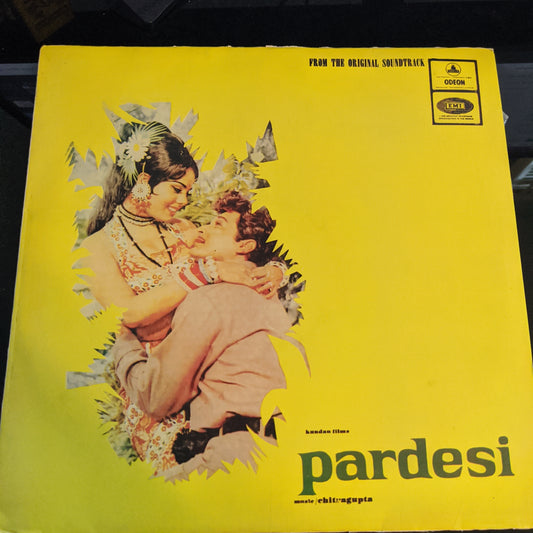 FROM THE ORIGINAL SOUNDTRACK
ODEON
EMI
kundan films
pardesi
music/chitragupta